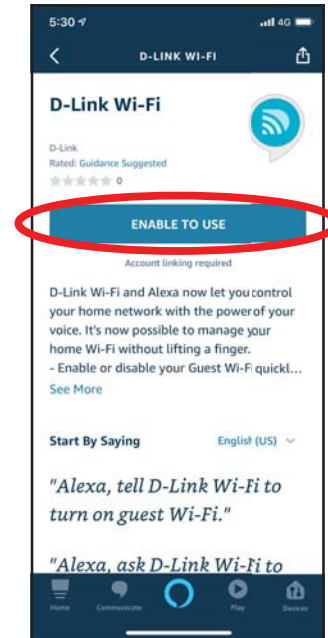 5:30 4G
D-LINK WI-FI
D-Link Wi-Fi
D-Link
Rated: Guidance Suggested
0
ENABLE TO USE
Account linking required
D-Link Wi-Fi and Alexa now let you control
your home network with the power of your
voice. It's now possible to manage your
home Wi-Fi without lifting a finger.
- Enable or disable your Guest Wi-Fi quickl...
See More
Start By Saying English (US)
"Alexa, tell D-Link Wi-Fi to
turn on guest Wi-Fi."
"Alexa, ask D-Link Wi-Fi to
Home Communicate Play Devices